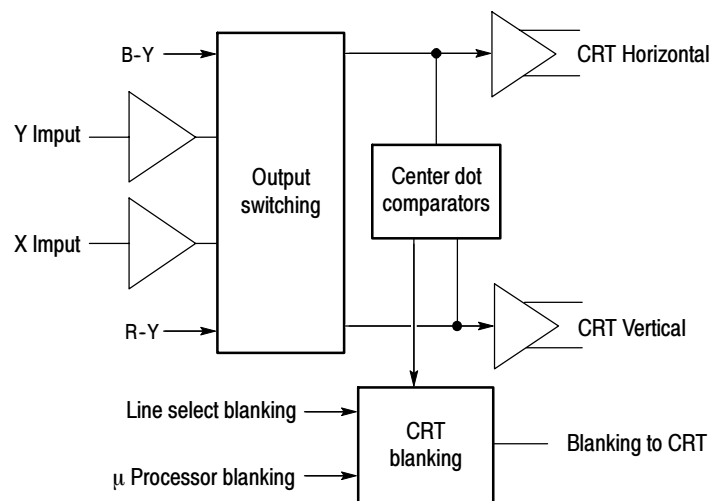 B-Y
CRT Horizontal
Y Imput
Output
switching
Center dot
comparators
X Imput
R-Y
CRT Vertical
Line select blanking
CRT
blanking
Blanking to CRT
μ Processor blanking